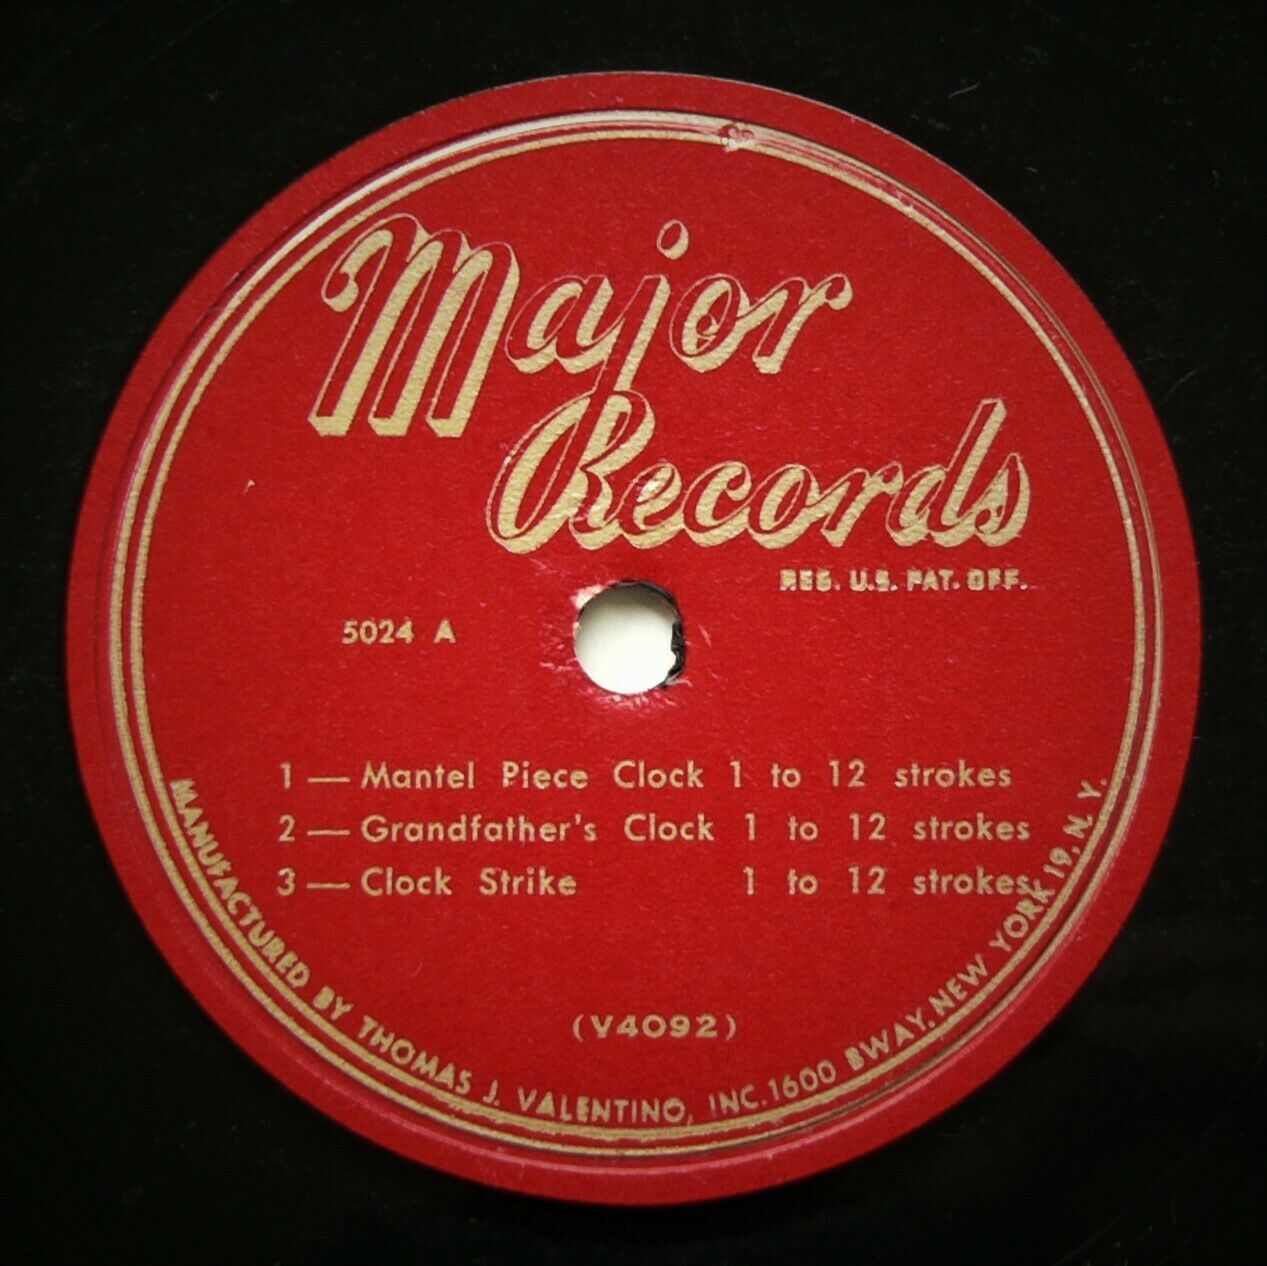 Major
Records
REG. U.S. PAT. OFF.
5024 A
1 — Mantel Piece Clock 1 to 12 strokes
2 — Grandfather's Clock 1 to 12 strokes
3 — Clock Strike 1 to 12 strokes
(V4092)
MANUFACTURED BY THOMAS J. VALENTINO, INC. 1600 BWAY, NEW YORK 19, N. Y.